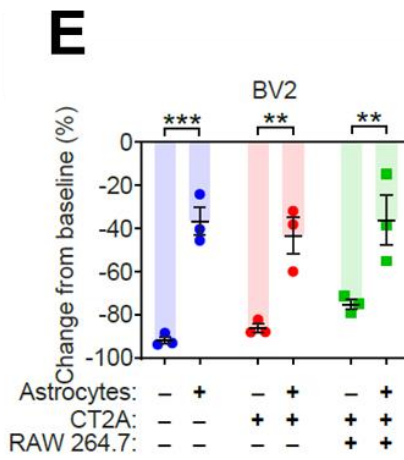 E
BV2
*** ** **
Change from baseline (%)
0
-20
-40
-60
-80
-100
Astrocytes: – + – + – +
CT2A: – – + + + +
RAW 264.7: – – – – + +